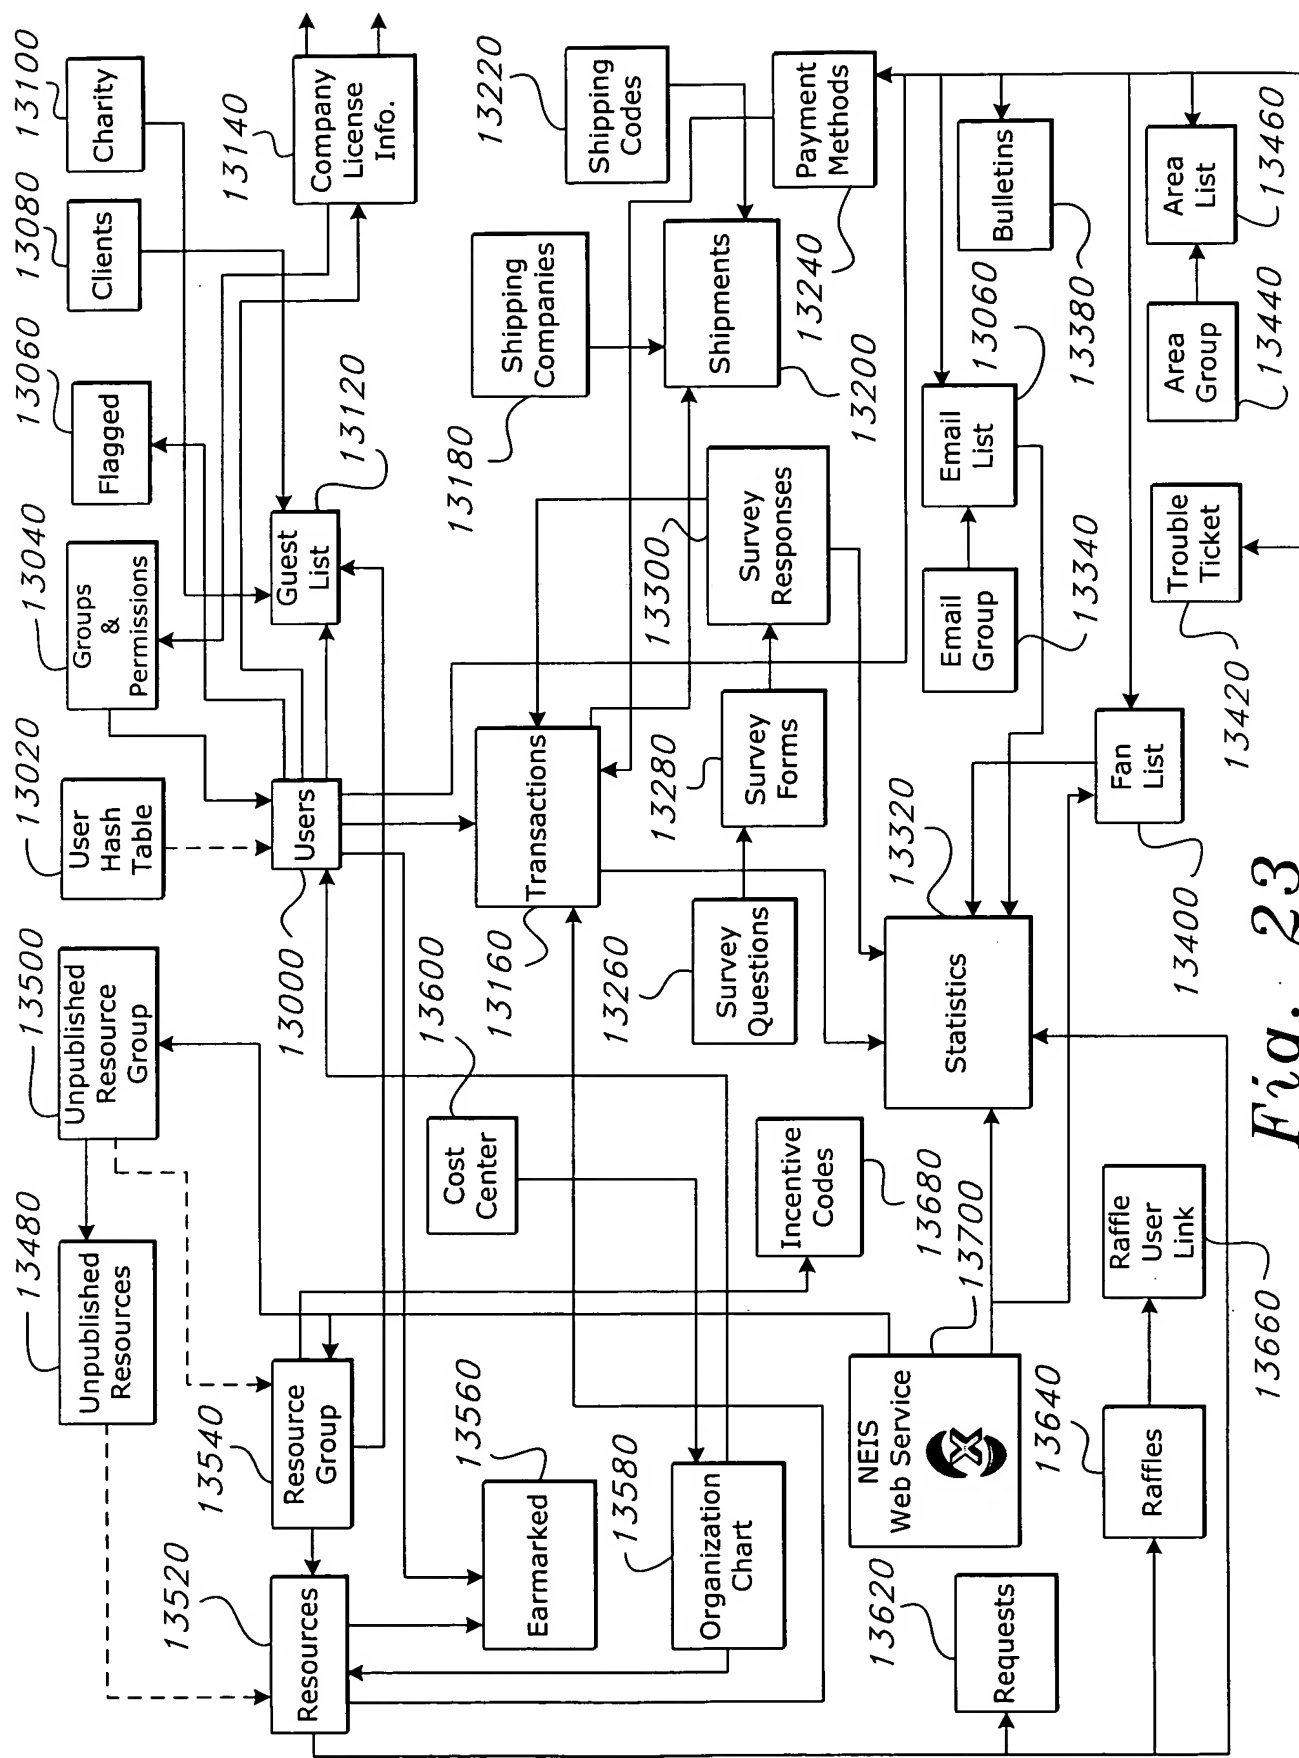 13480
Unpublished
Resources
13500
Unpublished
Resource
Group
13020
User
Hash
Table
13040
Groups
&
Permissions
13060
Flagged
13080
Clients
13100
Charity
13520
Resources
13540
Resource
Group
13000
Users
13120
Guest
List
13140
Company
License
Info.
13560
Earmarked
13600
Cost
Center
13160
Transactions
13180
Shipping
Companies
13220
Shipping
Codes
13580
Organization
Chart
13260
Survey
Questions
13280
Survey
Forms
13300
Survey
Responses
13200
Shipments
13240
Payment
Methods
13680
Incentive
Codes
13620
Requests
13700
NEIS
Web Service
X
13320
Statistics
13340
Email
Group
13060
Email
List
13380
Bulletins
13640
Raffles
13660
Raffle
User
Link
13400
Fan
List
13420
Trouble
Ticket
13440
Area
Group
13460
Area
List
Fig. 23